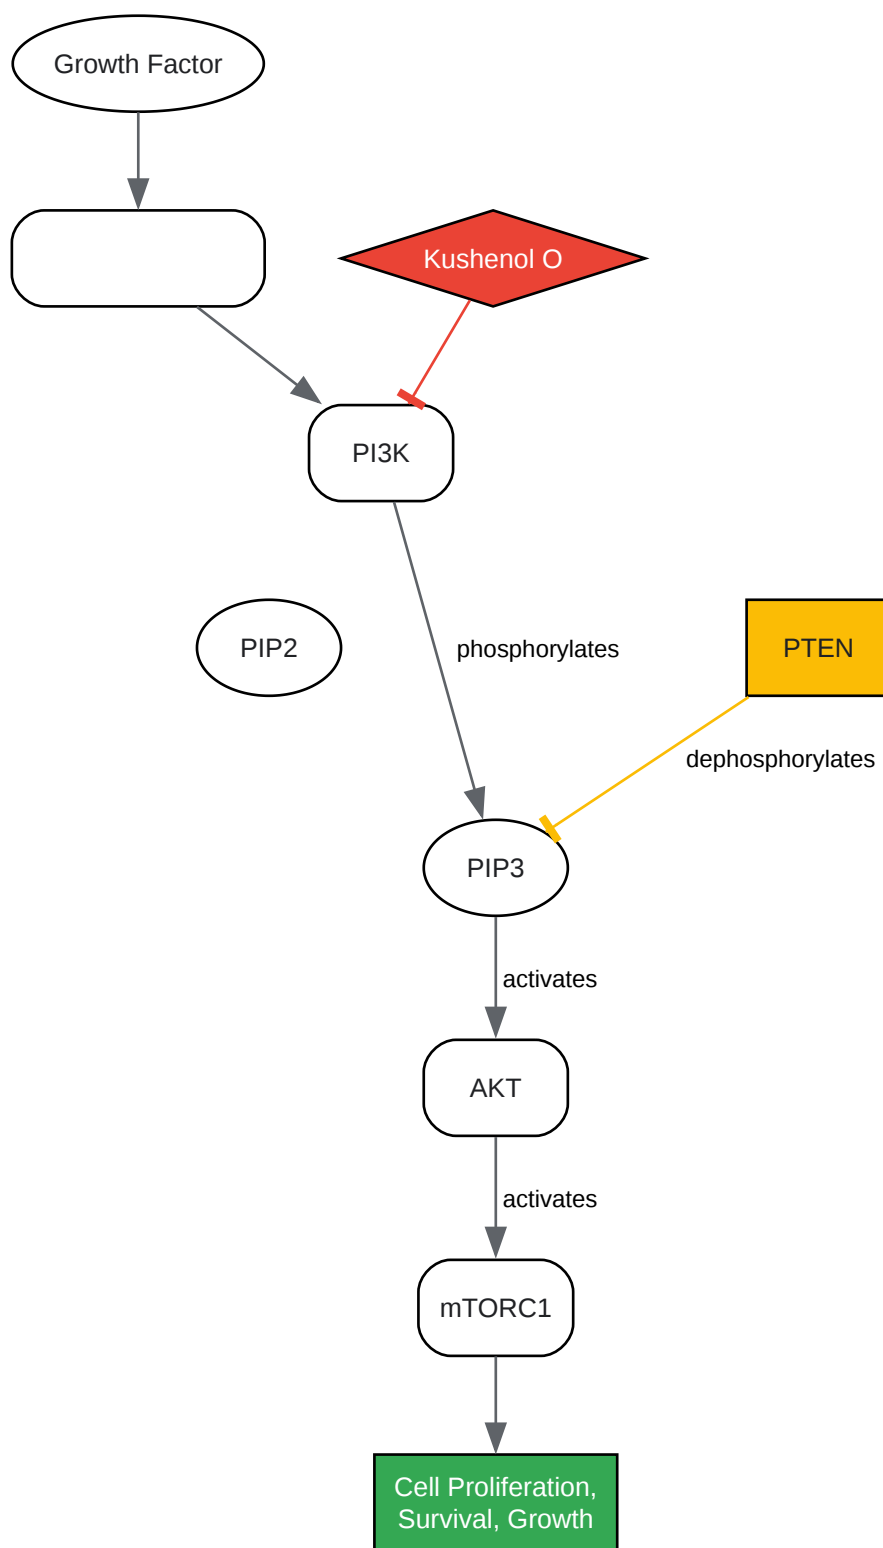 Growth Factor
Kushenol O
PI3K
PIP2
phosphorylates
PTEN
dephosphorylates
PIP3
activates
AKT
activates
mTORC1
Cell Proliferation,
Survival, Growth